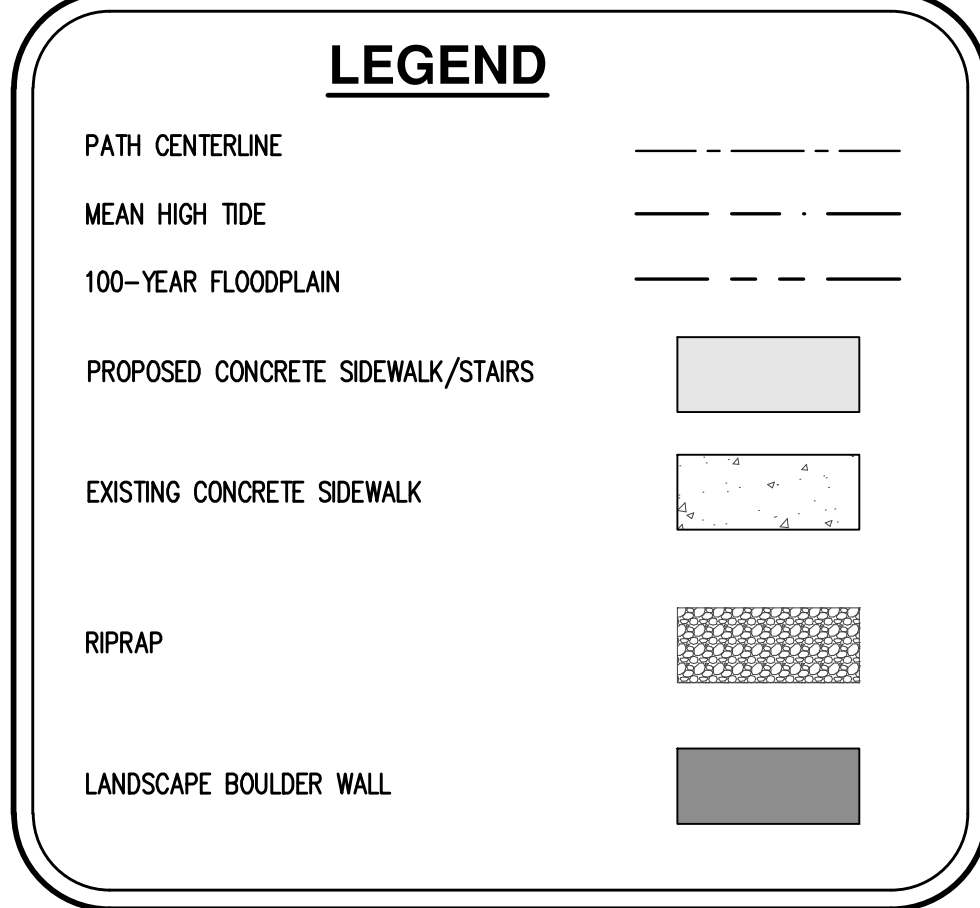 LEGEND
PATH CENTERLINE
MEAN HIGH TIDE
100-YEAR FLOODPLAIN
PROPOSED CONCRETE SIDEWALK/STAIRS
EXISTING CONCRETE SIDEWALK
RIPRAP
LANDSCAPE BOULDER WALL